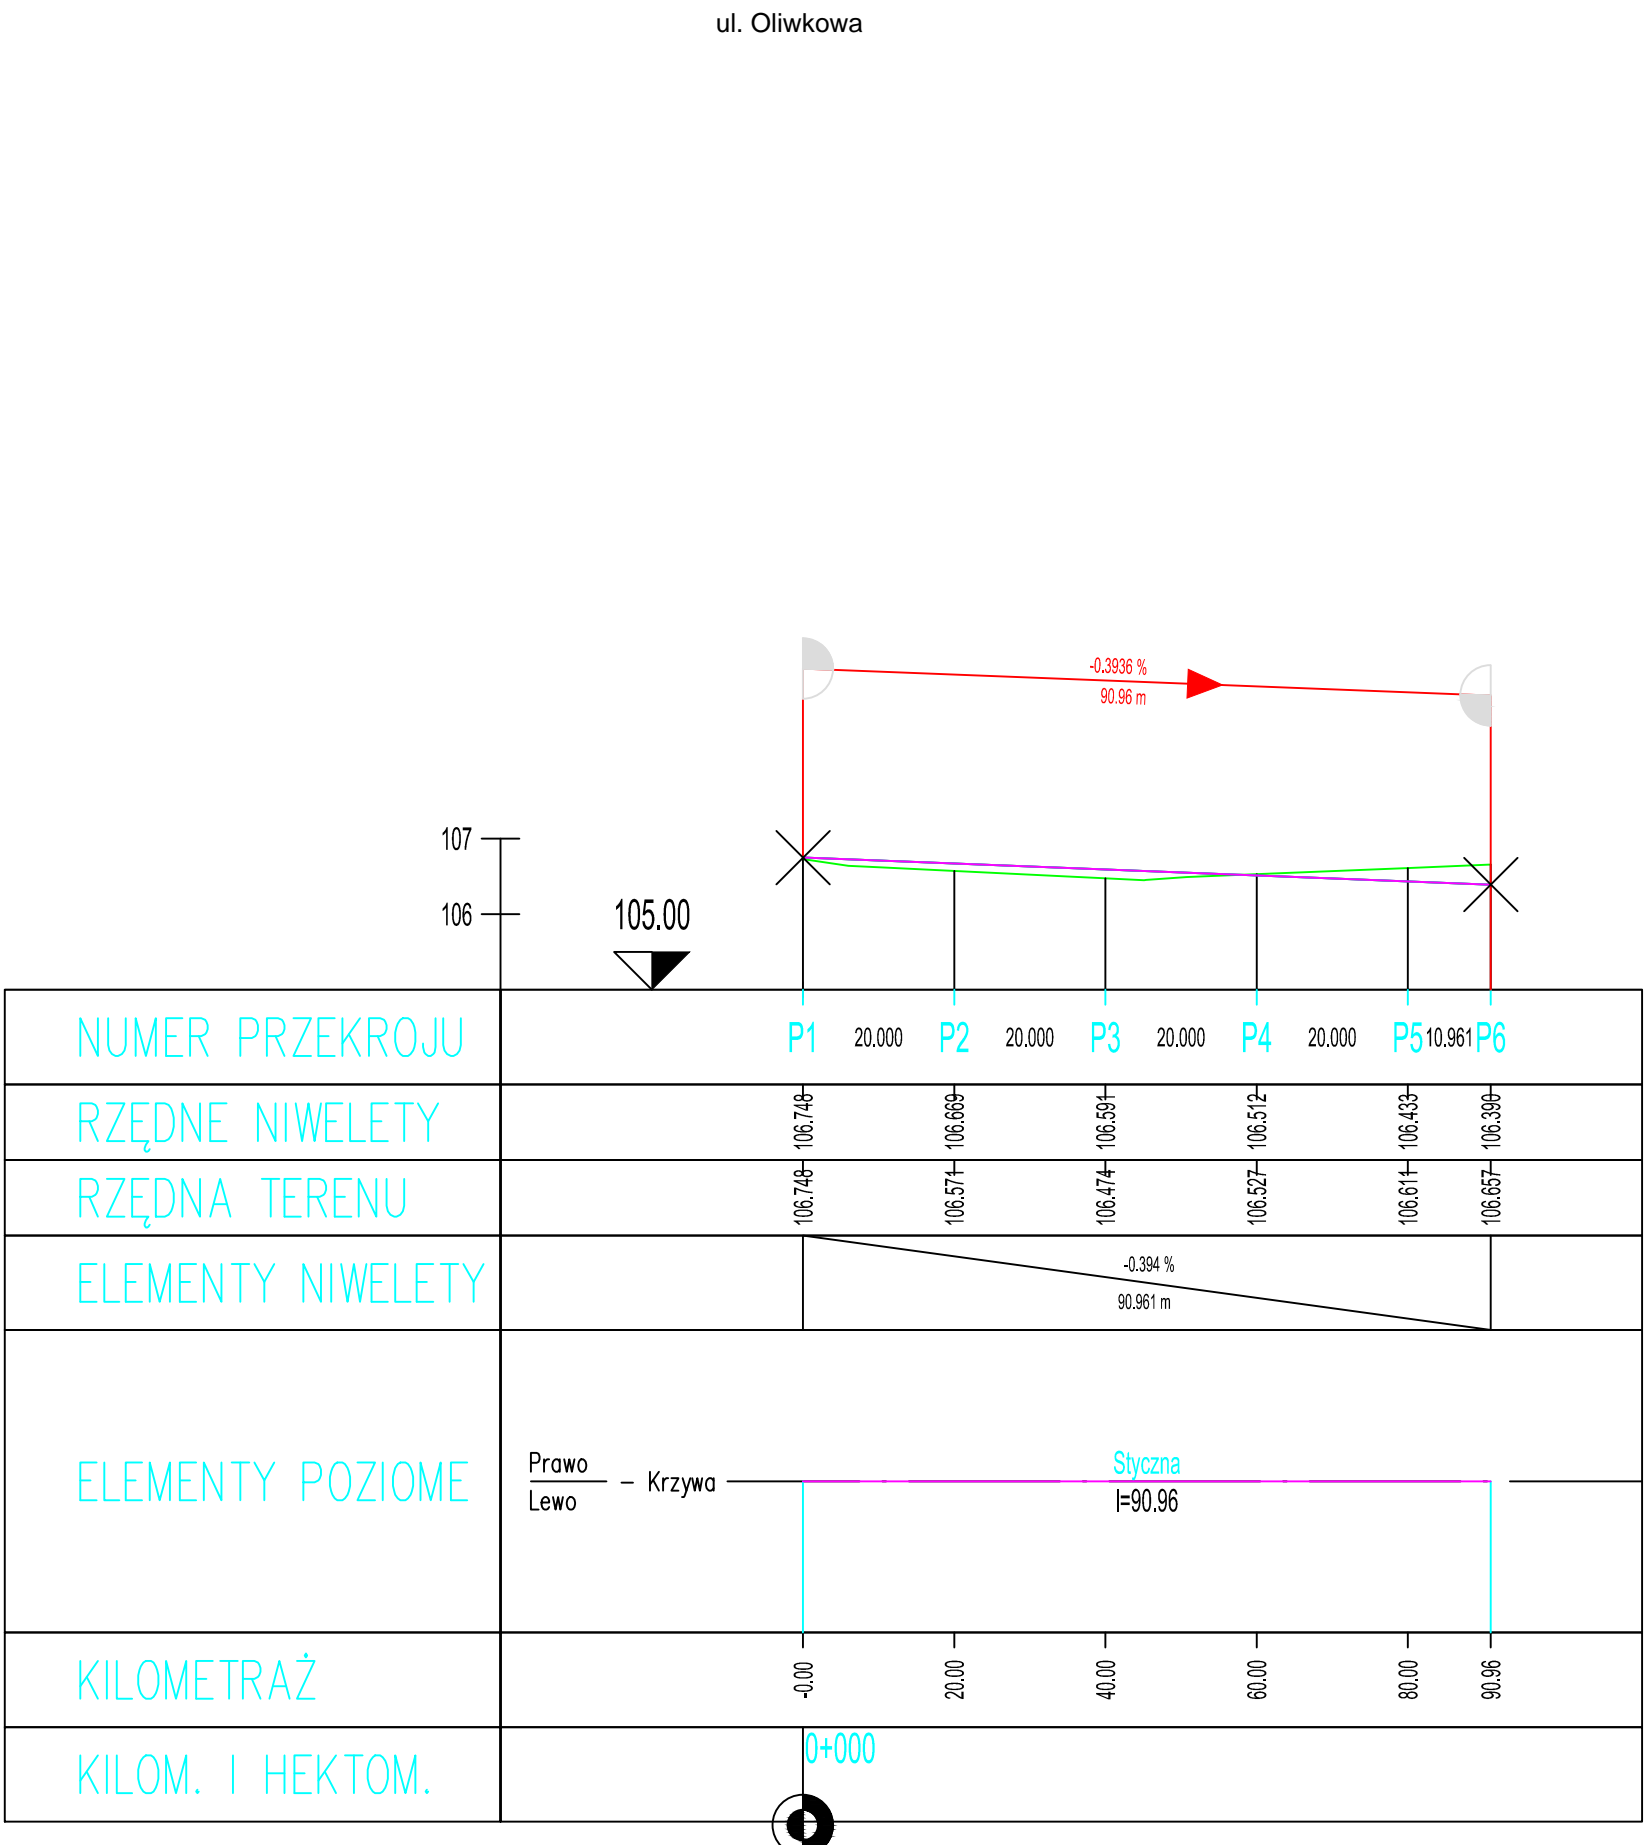 ul. Oliwkowa
-0.3936 %
90.96 m
107
106
105.00
NUMER PRZEKROJU P1 20.000 P2 20.000 P3 20.000 P4 20.000 P5 10.961 P6
RZĘDNE NIWELETY 106.748 106.669 106.591 106.512 106.433 106.390
RZĘDNA TERENU 106.748 106.571 106.474 106.527 106.611 106.657
ELEMENTY NIWELETY
-0.394 %
90.961 m
ELEMENTY POZIOME
Prawo
Lewo
– Krzywa
Styczna
l=90.96
KILOMETRAŻ -0.00 20.00 40.00 60.00 80.00 90.96
KILOM. I HEKTOM. 0+000